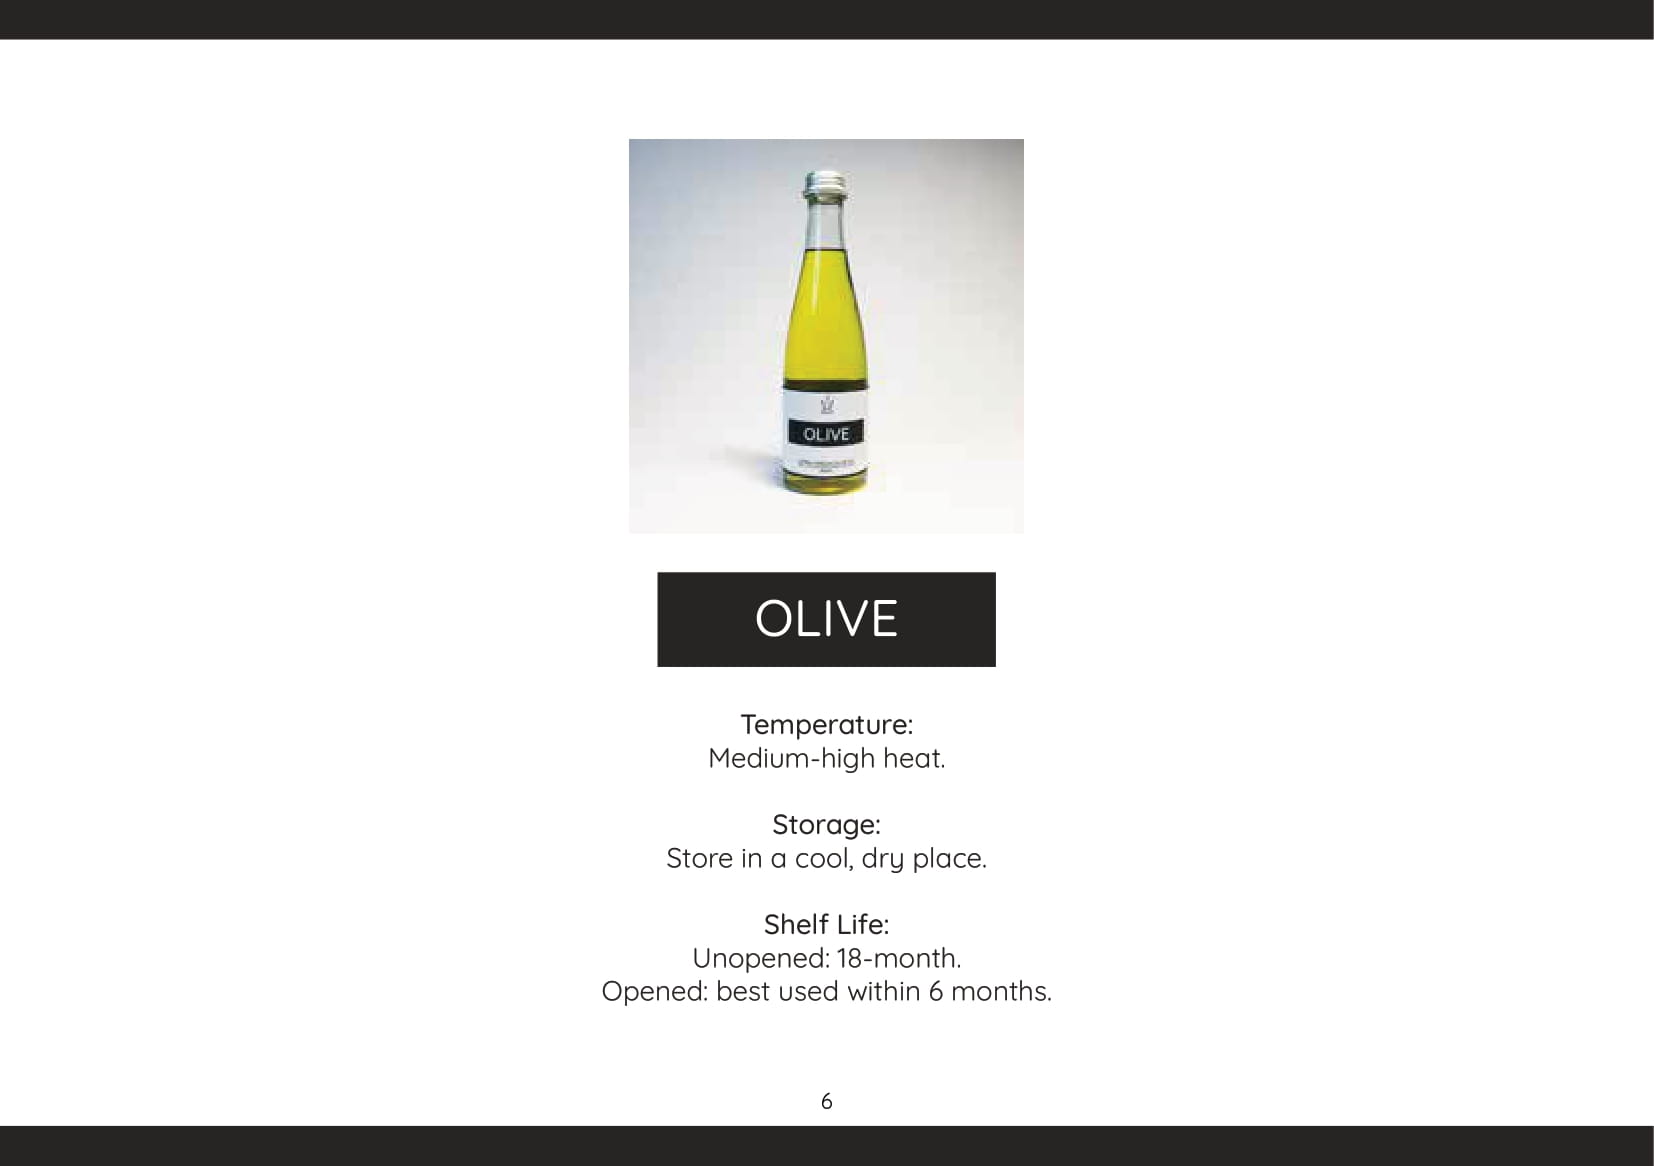 OLIVE
OLIVE
Temperature:
Medium-high heat.
Storage:
Store in a cool, dry place.
Shelf Life:
Unopened: 18-month.
Opened: best used within 6 months.
6